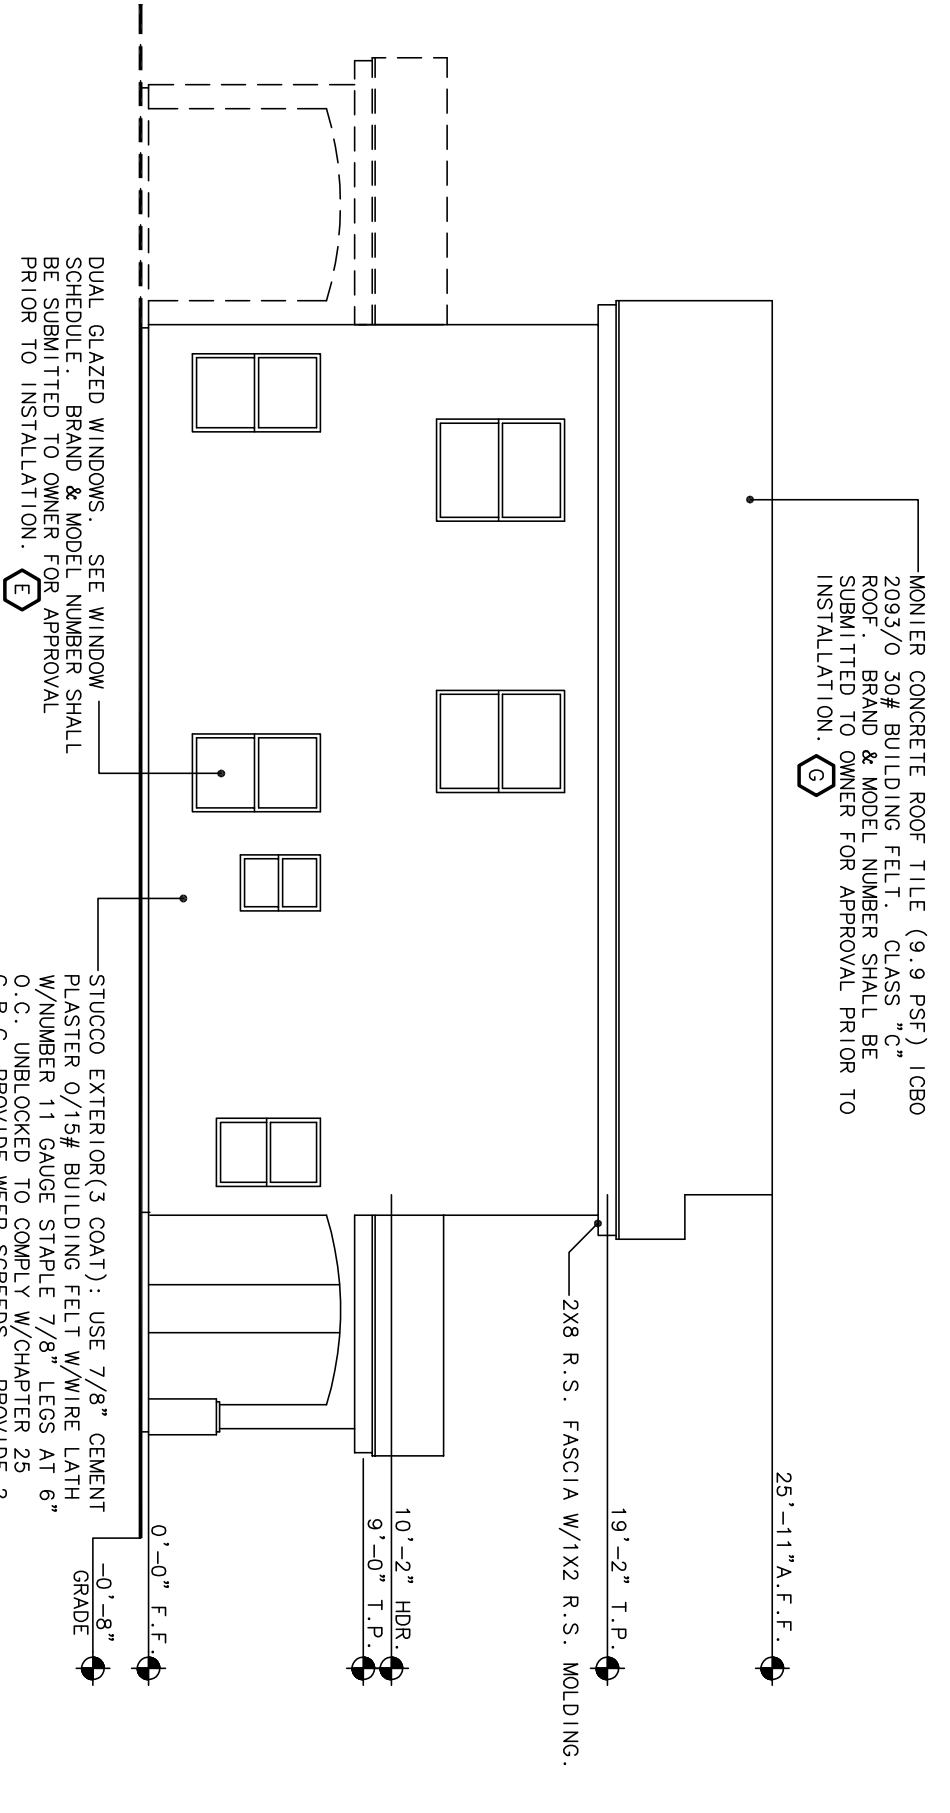 MONIER CONCRETE ROOF TILE (9.9 PSF) ICBO
2093/O 30# BUILDING FELT. CLASS "C"
ROOF. BRAND & MODEL NUMBER SHALL BE
SUBMITTED TO OWNER FOR APPROVAL PRIOR TO
INSTALLATION. G
25'-11"A.F.F.
19'-2" T.P.
2X8 R.S. FASCIA W/1X2 R.S. MOLDING.
10'-2" HDR.
9'-0" T.P.
0'-0" F.F.
-0'-8"
GRADE
DUAL GLAZED WINDOWS. SEE WINDOW
SCHEDULE. BRAND & MODEL NUMBER SHALL
BE SUBMITTED TO OWNER FOR APPROVAL
PRIOR TO INSTALLATION. E
STUCCO EXTERIOR(3 COAT): USE 7/8" CEMENT
PLASTER O/15# BUILDING FELT W/WIRE LATH
W/NUMBER 11 GAUGE STAPLE 7/8" LEGS AT 6"
O.C. UNBLOCKED TO COMPLY W/CHAPTER 25